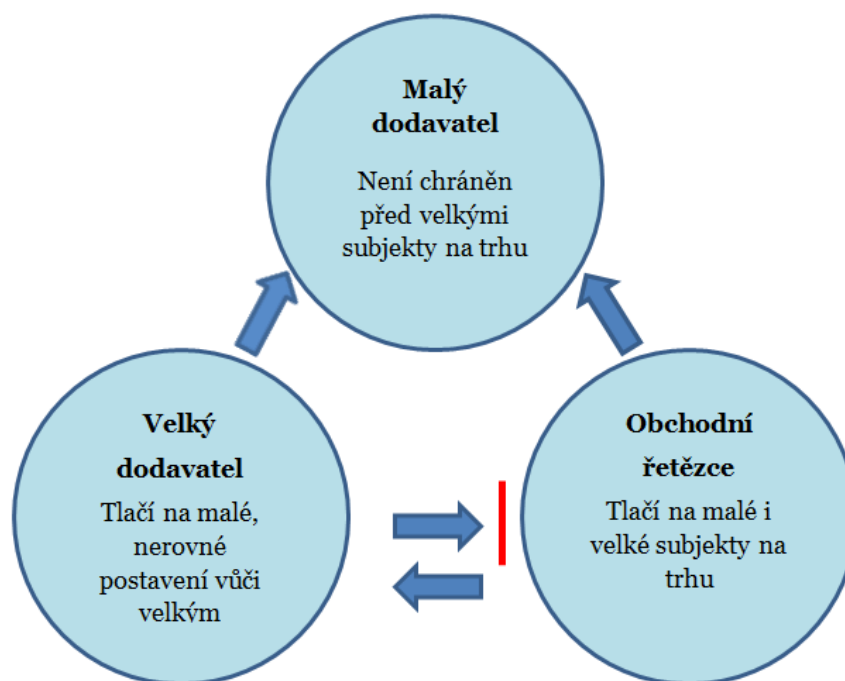 Malý
dodavatel
Není chráněn
před velkými
subjekty na trhu
Velký
dodavatel
Tlačí na malé,
nerovné
postavení vůči
velkým
Obchodní
řetězce
Tlačí na malé i
velké subjekty na
trhu